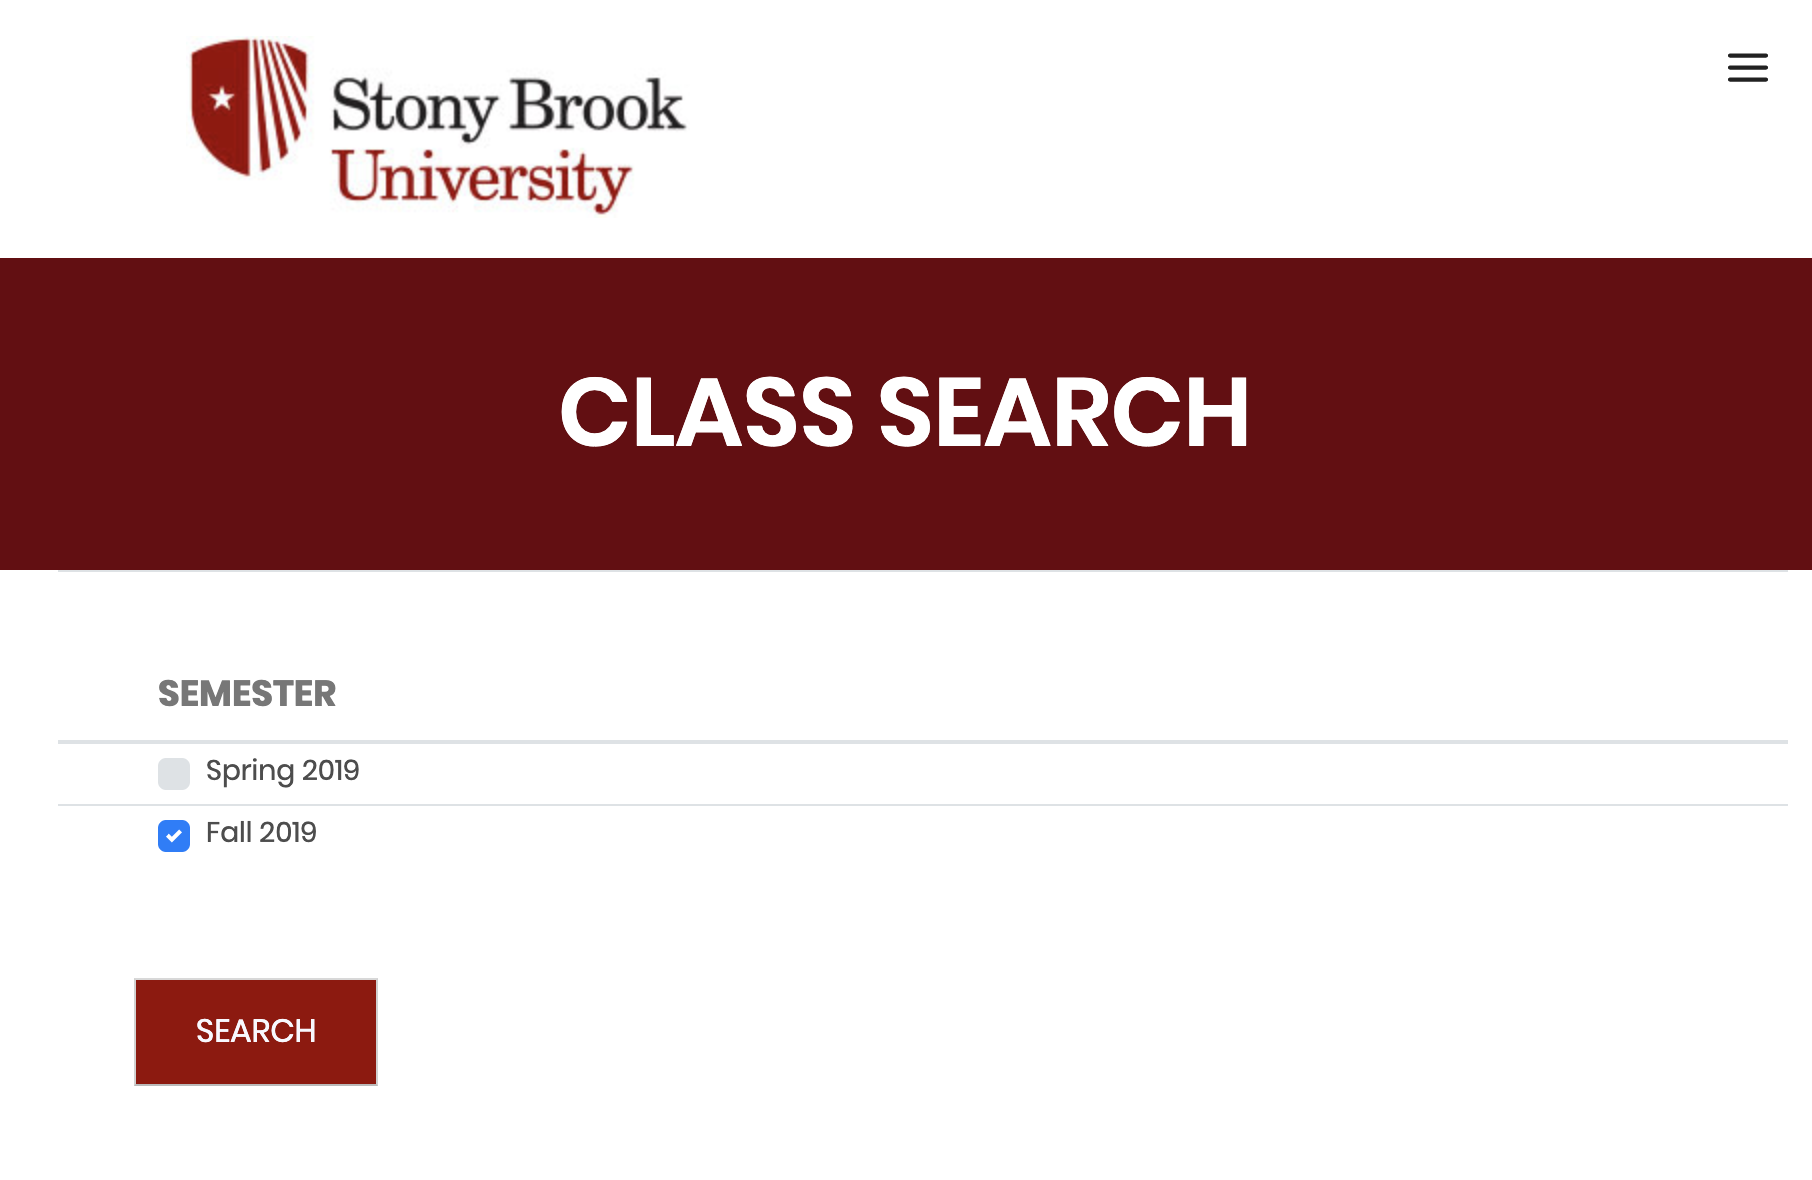 Stony Brook
University
CLASS SEARCH
SEMESTER
Spring 2019
Fall 2019
SEARCH